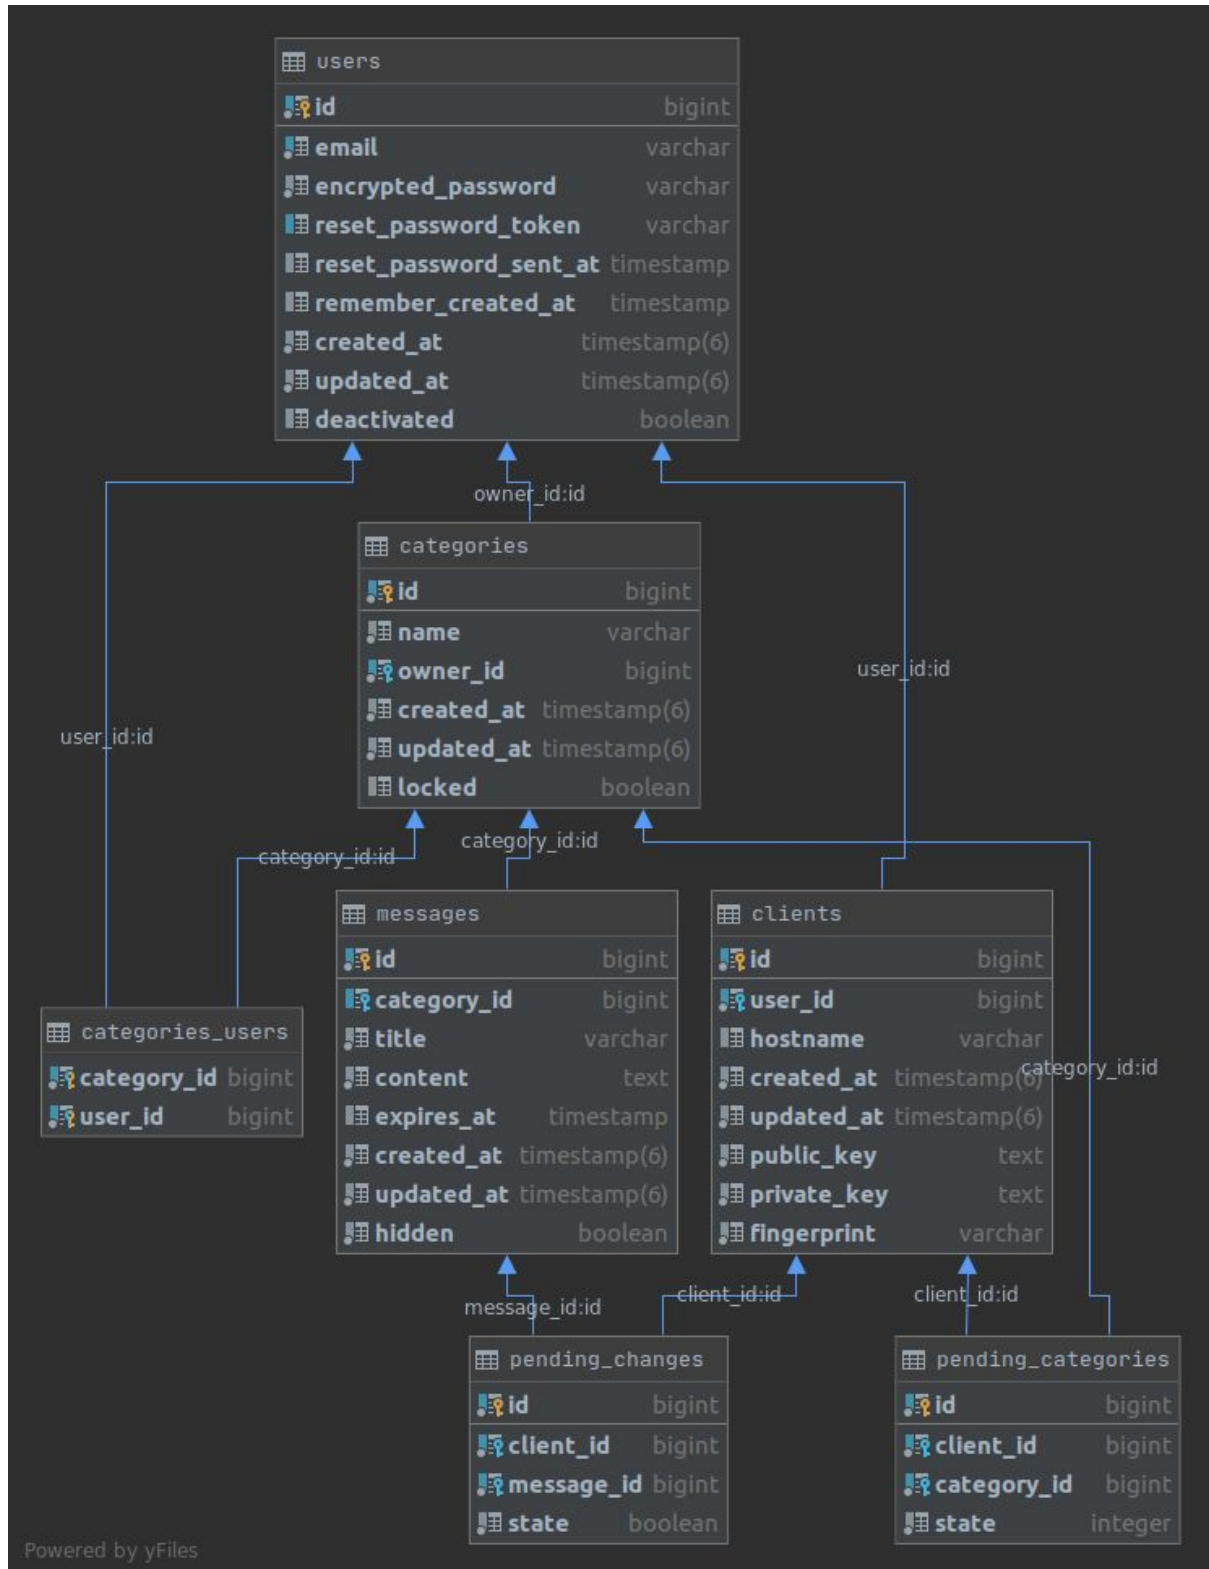 users
id bigint
email varchar
encrypted_password varchar
reset_password_token varchar
reset_password_sent_at timestamp
remember_created_at timestamp
created_at timestamp(6)
updated_at timestamp(6)
deactivated boolean
owner_id:id
categories
id bigint
name varchar
owner_id bigint
created_at timestamp(6)
updated_at timestamp(6)
locked boolean
user_id:id
user_id:id
category_id:id
category_id:id
messages
id bigint
category_id bigint
title varchar
content text
expires_at timestamp
created_at timestamp(6)
updated_at timestamp(6)
hidden boolean
clients
id bigint
user_id bigint
hostname varchar
created_at timestamp(6)
updated_at timestamp(6)
public_key text
private_key text
fingerprint varchar
category_id:id
categories_users
category_id bigint
user_id bigint
message_id:id
client_id:id
client_id:id
pending_changes
id bigint
client_id bigint
message_id bigint
state boolean
pending_categories
id bigint
client_id bigint
category_id bigint
state integer
Powered by yFiles